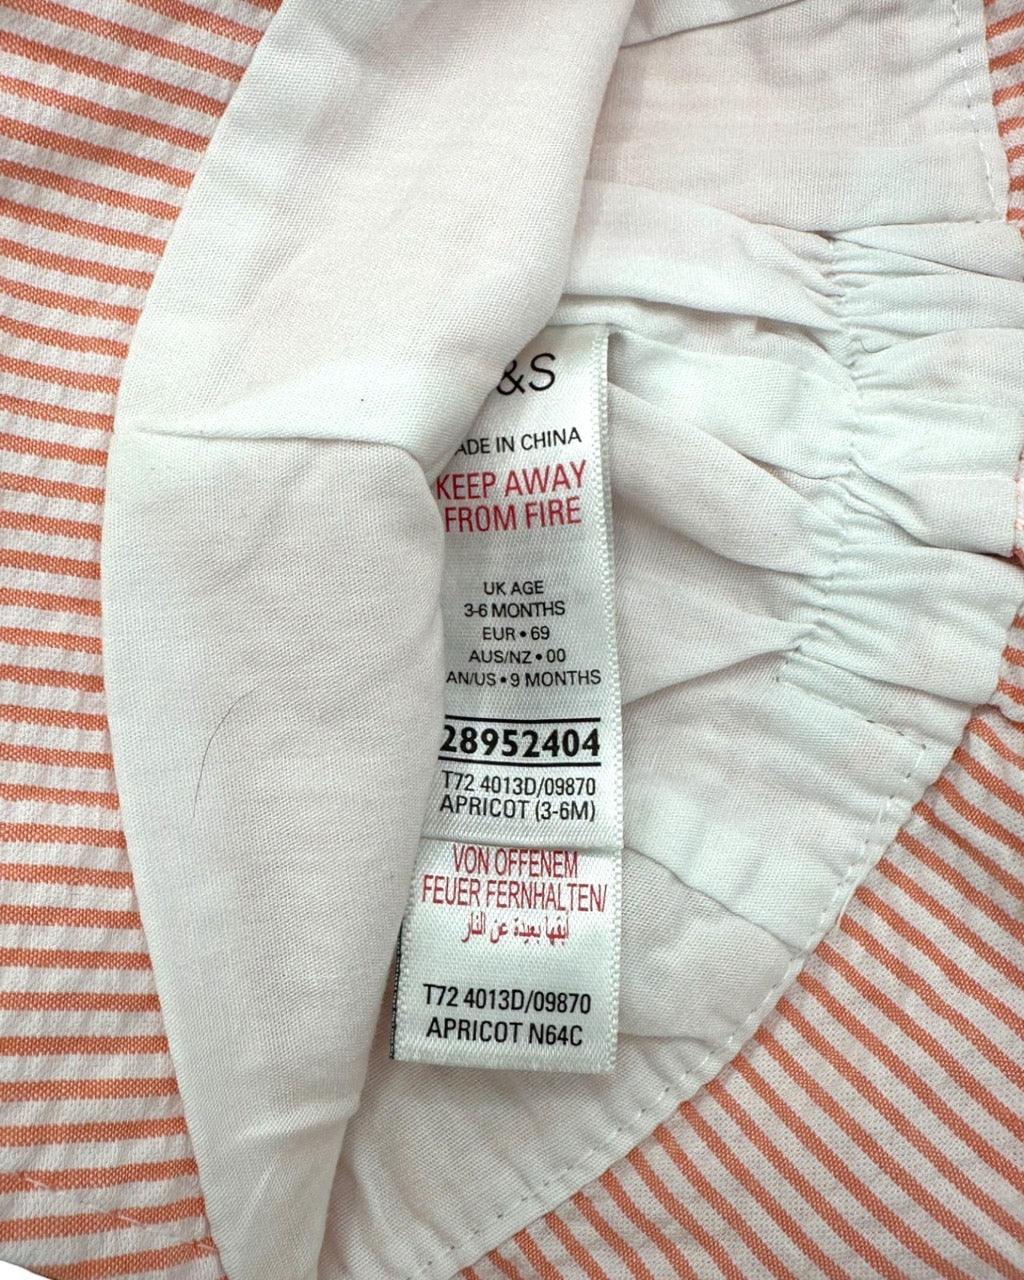 &S
ADE IN CHINA
KEEP AWAY
FROM FIRE
UK AGE
3-6 MONTHS
EUR • 69
AUS/NZ • 00
AN/US • 9 MONTHS
28952404
T72 4013D/09870
APRICOT (3-6M)
VON OFFENEM
FEUER FERNHALTEN/
أبقها بعيدة عن النار
T72 4013D/09870
APRICOT N64C